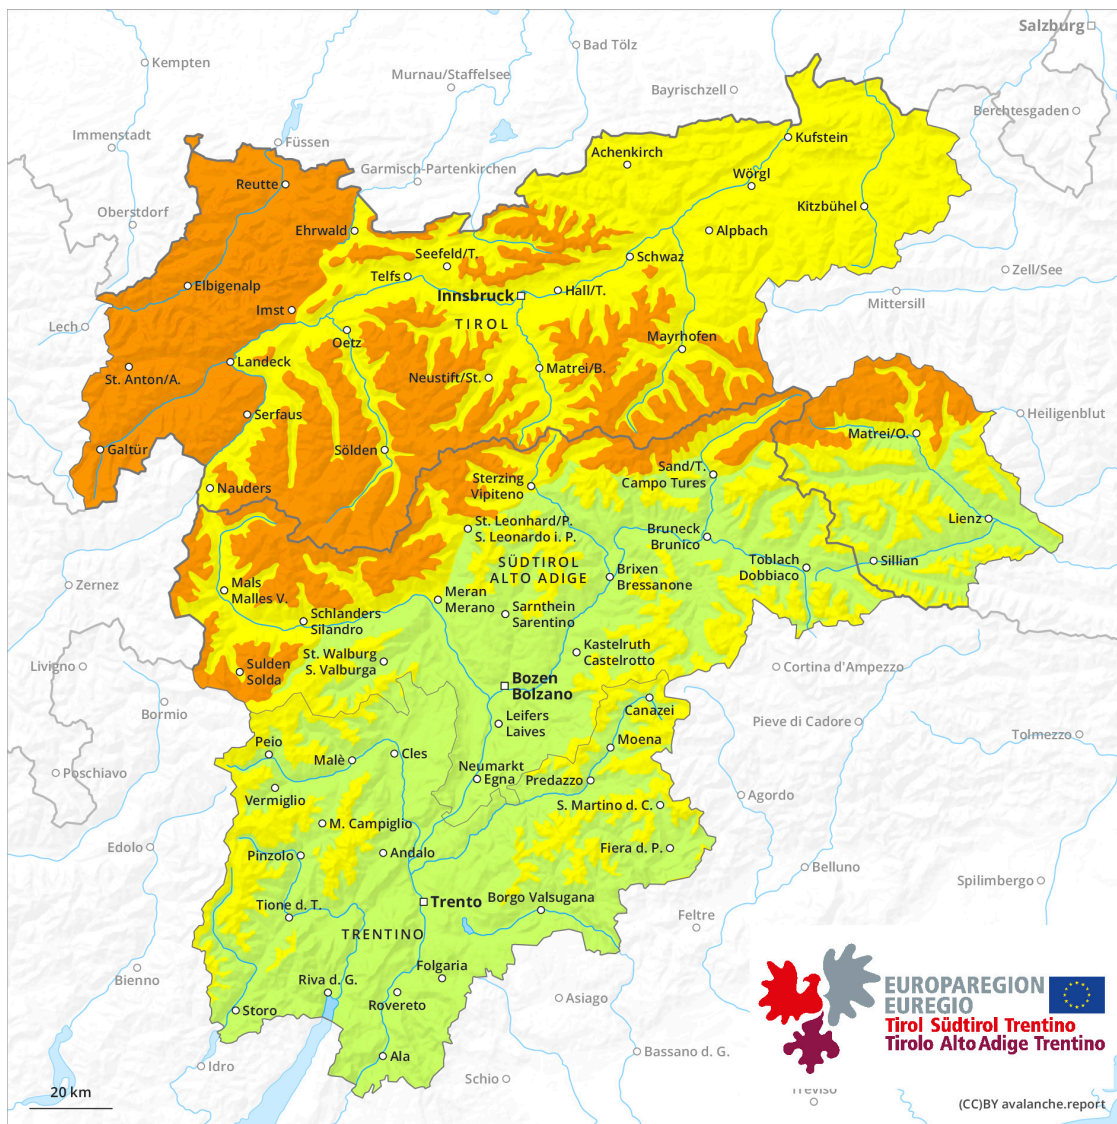 Salzburg
Bad Tölz
Kempten
Murnau/Staffelsee
Bayrischzell
Berchtesgaden
Immenstadt
Füssen
Kufstein
Achenkirch
Garmisch-Partenkirchen
Wörgl
Reutte
Oberstdorf
Kitzbühel
Ehrwald
Alpbach
Seefeld/T.
Schwaz
Zell/See
Telfs
Elbigenalp
Hall/T.
Innsbruck
Mittersill
Imst
TIROL
Lech
Oetz
Mayrhofen
Landeck
Matrei/B.
St. Anton/A.
Neustift/St.
Serfaus
Heiligenblut
Matrei/O.
Galtür
Sölden
Sterzing
Vipiteno
Sand/T.
Campo Tures
Nauders
Lienz
St. Leonhard/P.
S. Leonardo i. P.
Bruneck
Brunico
SÜDTIROL
ALTO ADIGE
Toblach
Dobbiaco
Sillian
Brixen
Bressanone
Zernez
Mals
Malles V.
Meran
Merano
Sarnthein
Sarentino
Schlanders
Silandro
Kastelruth
Castelrotto
St. Walburg
S. Valburga
Livigno
Sulden
Solda
Cortina d'Ampezzo
Bozen
Bolzano
Bormio
Canazei
Leifers
Laives
Pieve di Cadore
Tolmezzo
Peio
Moena
Cles
Malè
Poschiavo
Neumarkt
Egna
Predazzo
Vermiglio
Agordo
S. Martino d. C.
M. Campiglio
Edolo
Pinzolo
Andalo
Fiera d. P.
Belluno
Spilimbergo
Tione d. T.
Trento
Borgo Valsugana
Feltre
TRENTINO
Bienno
Folgaria
Riva d. G.
Rovereto
Asiago
Storo
EUROPAREGION
EUREGIO
Tirol Südtirol Trentino
Tirolo Alto Adige Trentino
Ala
Bassano d. G.
Idro
Schio
Treviso
20 km
(CC)BY avalanche.report